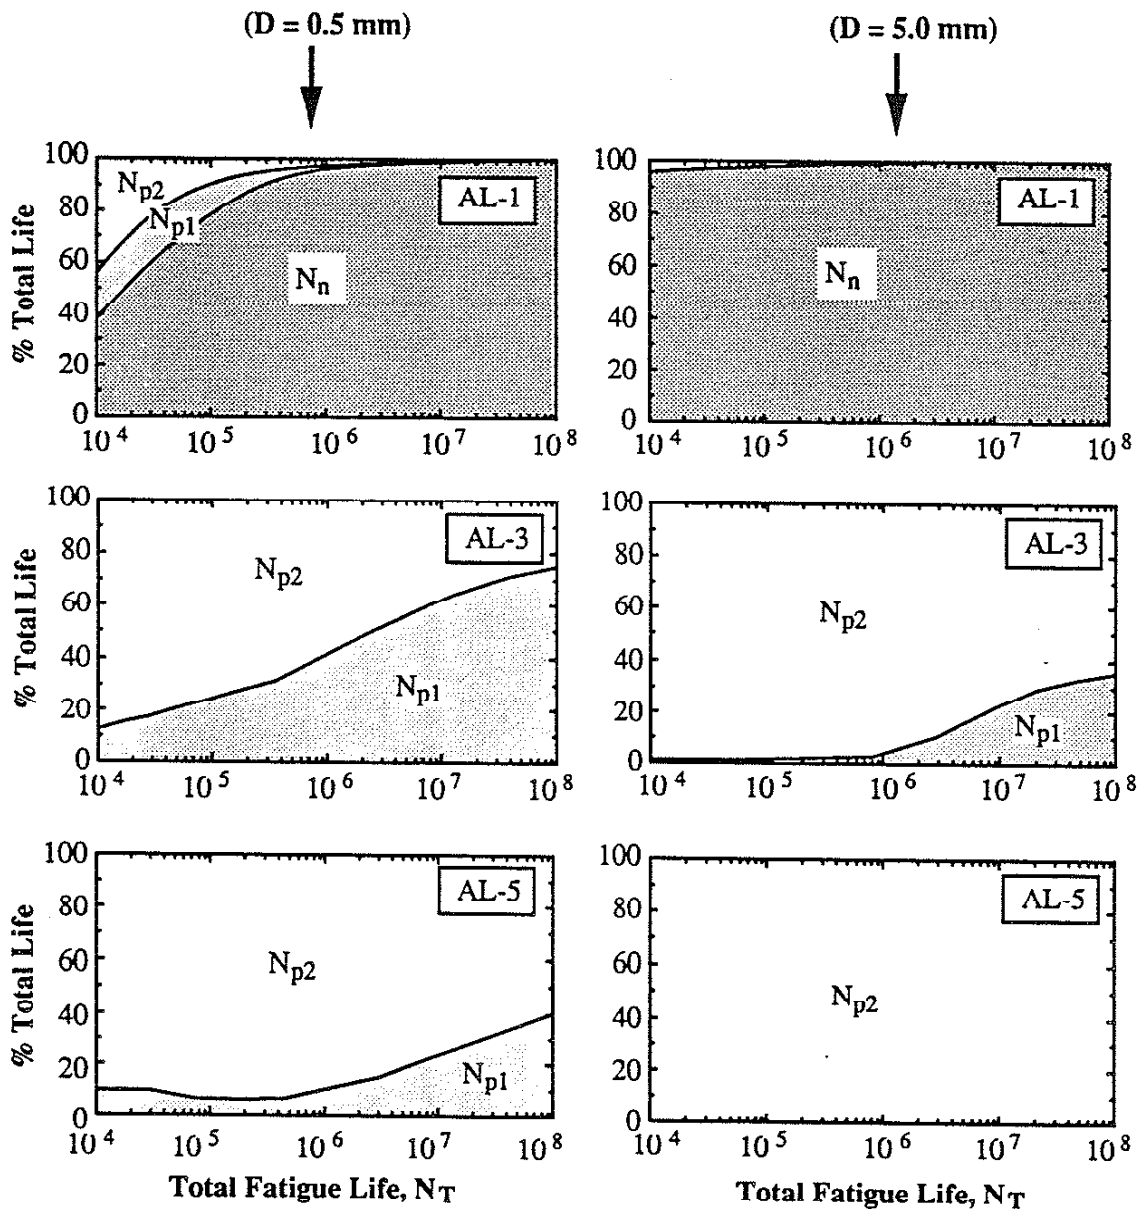 (D = 0.5 mm)
(D = 5.0 mm)
% Total Life
100
80
60
40
20
0
N_p2
N_p1
N_n
AL-1
10^4
10^5
10^6
10^7
10^8
100
80
60
40
20
0
N_n
AL-1
10^4
10^5
10^6
10^7
10^8
% Total Life
100
80
60
40
20
0
N_p2
N_p1
AL-3
10^4
10^5
10^6
10^7
10^8
100
80
60
40
20
0
N_p2
N_p1
AL-3
10^4
10^5
10^6
10^7
10^8
% Total Life
100
80
60
40
20
0
N_p2
N_p1
AL-5
10^4
10^5
10^6
10^7
10^8
Total Fatigue Life, N_T
100
80
60
40
20
0
N_p2
AL-5
10^4
10^5
10^6
10^7
10^8
Total Fatigue Life, N_T